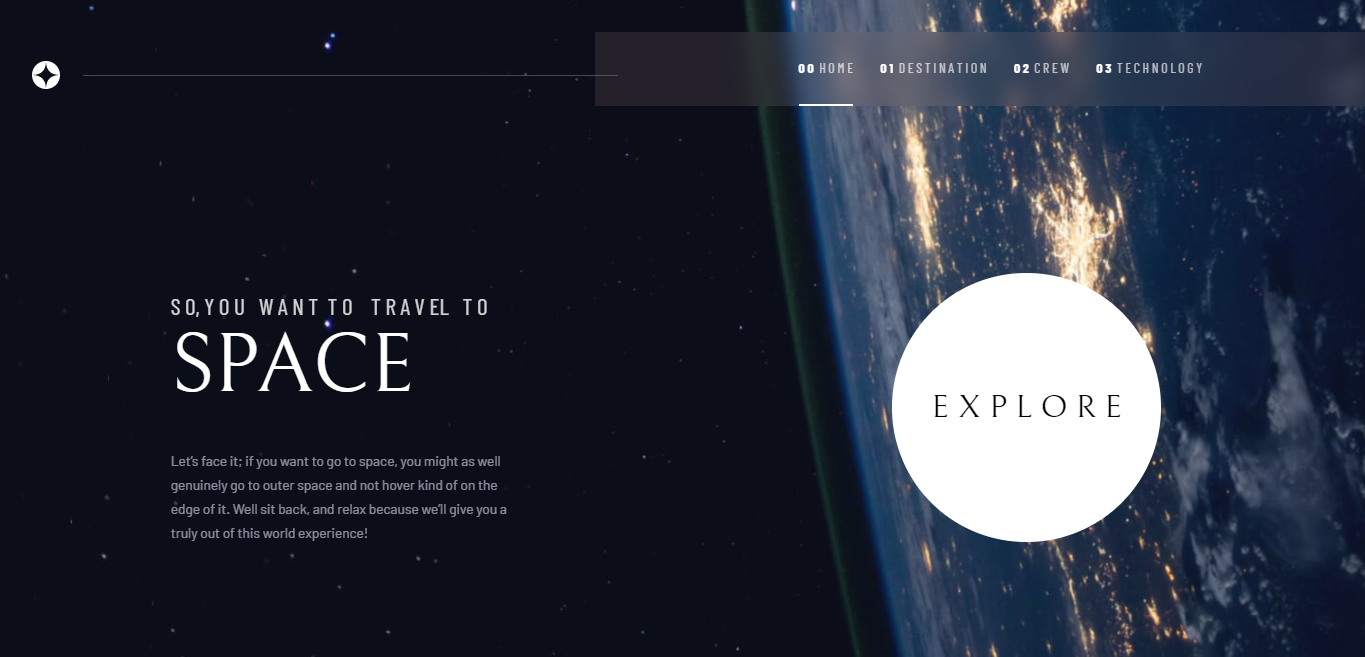 00 HOME 01 DESTINATION 02 CREW 03 TECHNOLOGY
SO,YOU WANT TO TRAVEL TO
SPACE
EXPLORE
Let's face it; if you want to go to space, you might as well
genuinely go to outer space and not hover kind of on the
edge of it. Well sit back, and relax because we'll give you a
truly out of this world experience!